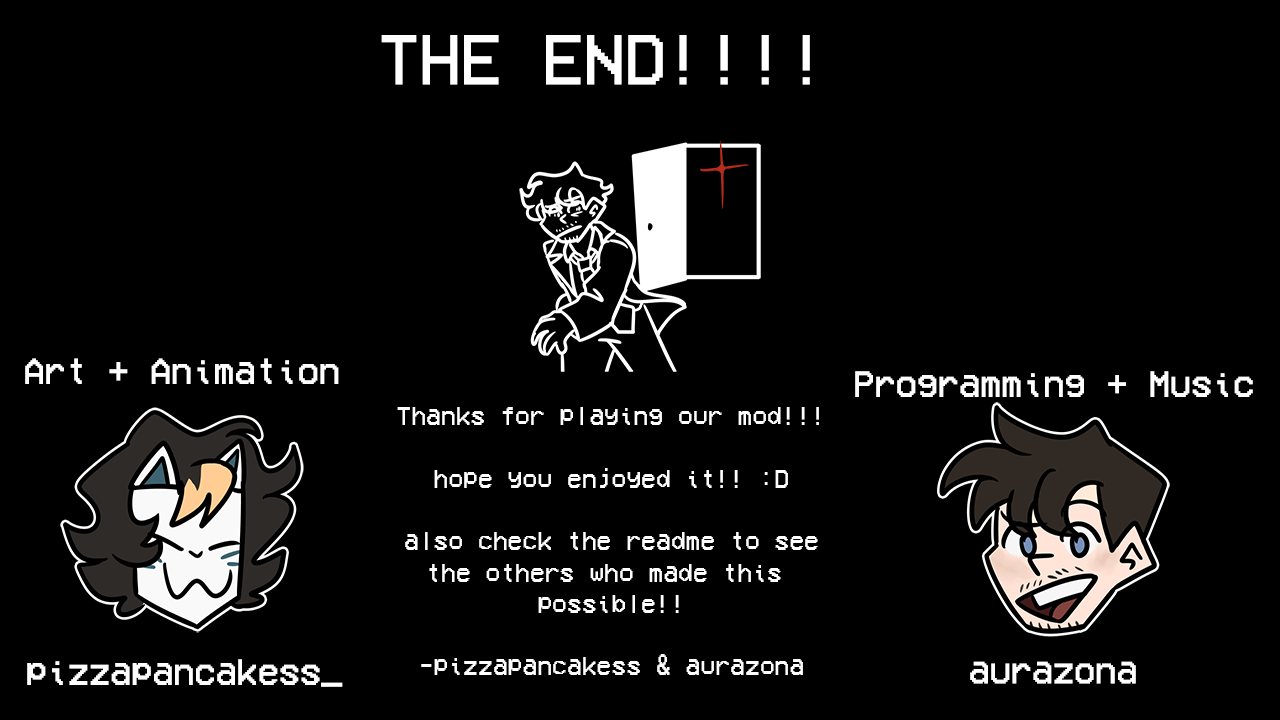 THE END!!!!
Art + Animation
pizzapancakess_
Thanks for playing our mod!!!
hope you enjoyed it!! :D
also check the readme to see
the others who made this
possible!!
-pizzapancakess & aurazona
Programming + Music
aurazona